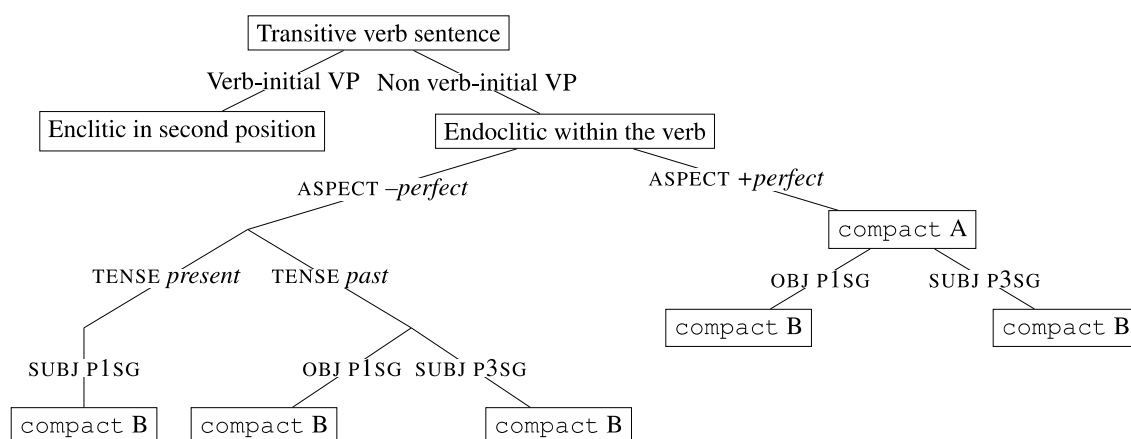 Transitive verb sentence
Verb-initial VP Non verb-initial VP
Enclitic in second position Endoclitic within the verb
ASPECT –perfect ASPECT +perfect
compact A
TENSE present TENSE past OBJ P1SG SUBJ P3SG
compact B compact B
SUBJ P1SG OBJ P1SG SUBJ P3SG
compact B compact B compact B